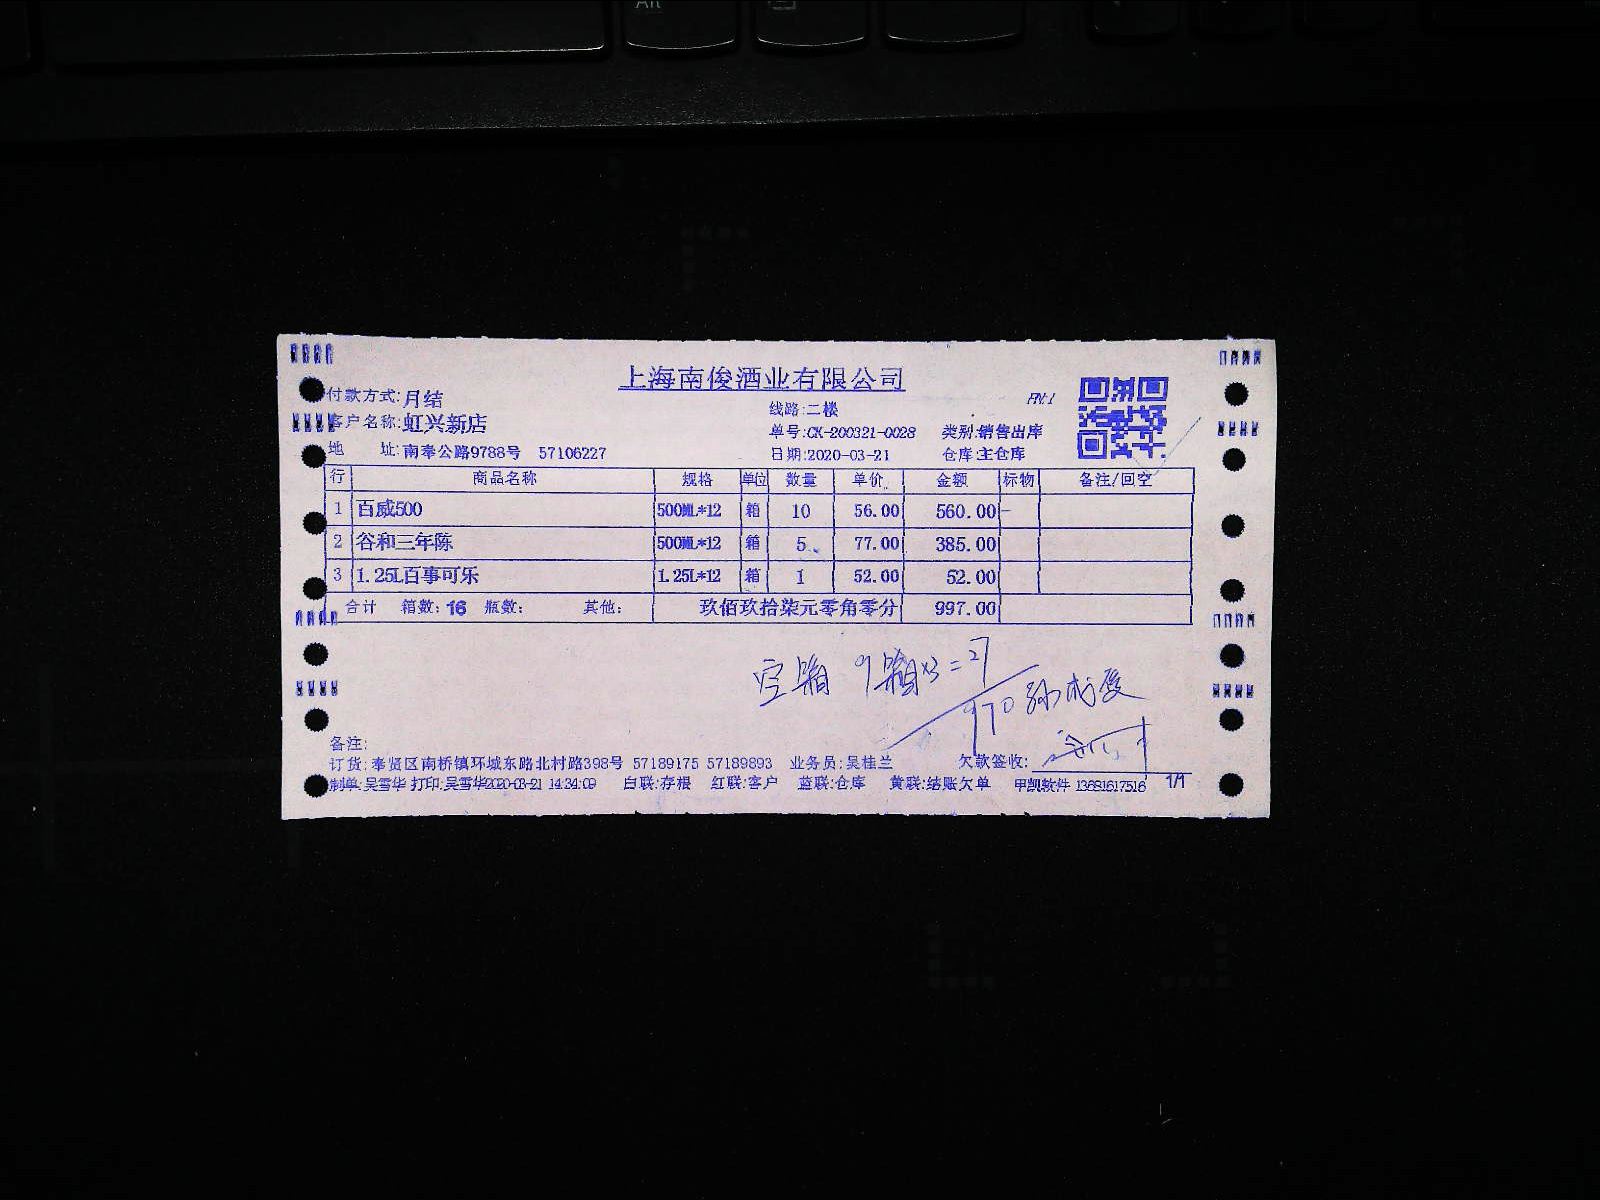 Alt
上海南俊酒业有限公司
付款方式:月结
线路:二楼
客户名称:虹兴新店
单号:CK-200321-0028 类别:销售出库
地 址:南奉公路9788号 57106227
日期:2020-03-21 仓库:主仓库
行 商品名称 规格 单位 数量 单价 金额 标物 备注/回空
1 百威500 500ML*12 箱 10 56.00 560.00 -
2 谷和三年陈 500ML*12 箱 5 77.00 385.00
3 1.25L百事可乐 1.25L*12 箱 1 52.00 52.00
合计 箱数: 16 瓶数: 其他: 玖佰玖拾柒元零角零分 997.00
空箱 9箱x3=27
970
备注:
订货:奉贤区南桥镇环城东路北村路398号 57189175 57189893 业务员:吴桂兰 欠款签收:
制单:吴雪华 打印:吴雪华2020-03-21 14:34:09 白联:存根 红联:客户 蓝联:仓库 黄联:结账欠单 甲凯软件 13681617516 1/1